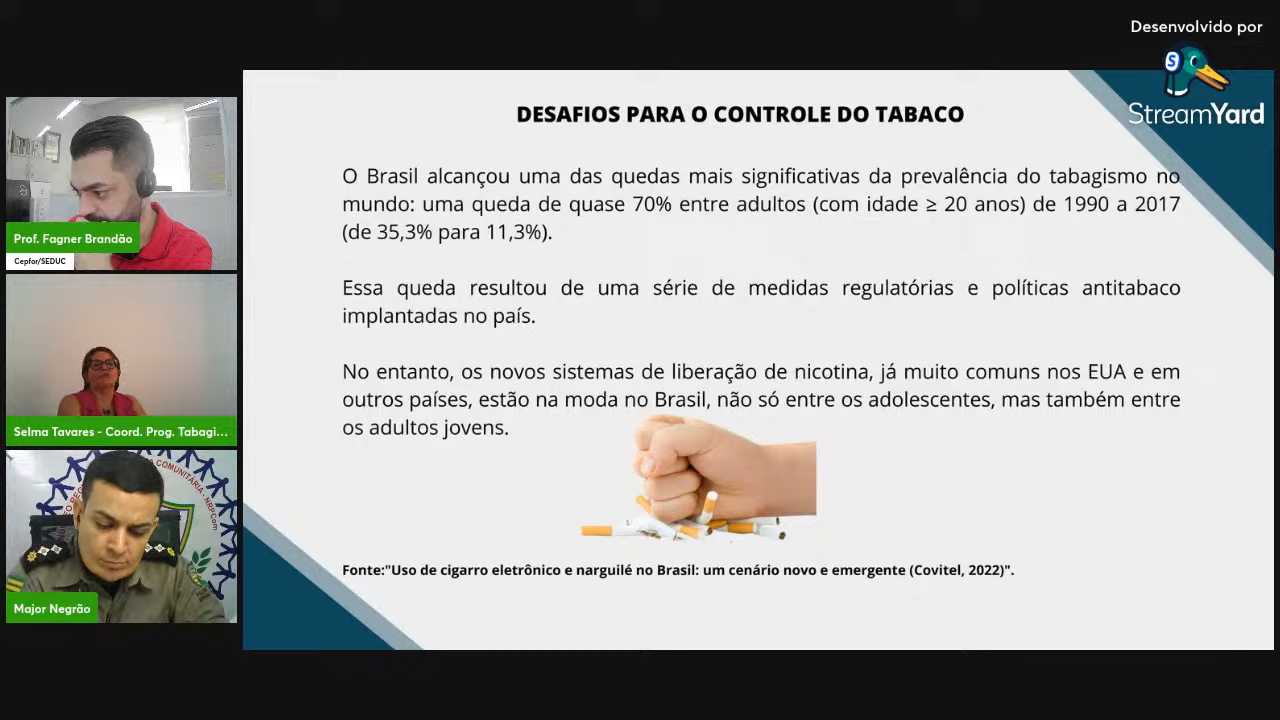 Desenvolvido por
StreamYard
Prof. Fagner Brandão
Cepfor/SEDUC
Selma Tavares - Coord. Prog. Tabagi...
COMUNITÁRIA - NRPCom
Major Negrão
DESAFIOS PARA O CONTROLE DO TABACO
O Brasil alcançou uma das quedas mais significativas da prevalência do tabagismo no
mundo: uma queda de quase 70% entre adultos (com idade ≥ 20 anos) de 1990 a 2017
(de 35,3% para 11,3%).
Essa queda resultou de uma série de medidas regulatórias e políticas antitabaco
implantadas no país.
No entanto, os novos sistemas de liberação de nicotina, já muito comuns nos EUA e em
outros países, estão na moda no Brasil, não só entre os adolescentes, mas também entre
os adultos jovens.
Fonte:"Uso de cigarro eletrônico e narguilé no Brasil: um cenário novo e emergente (Covitel, 2022)".